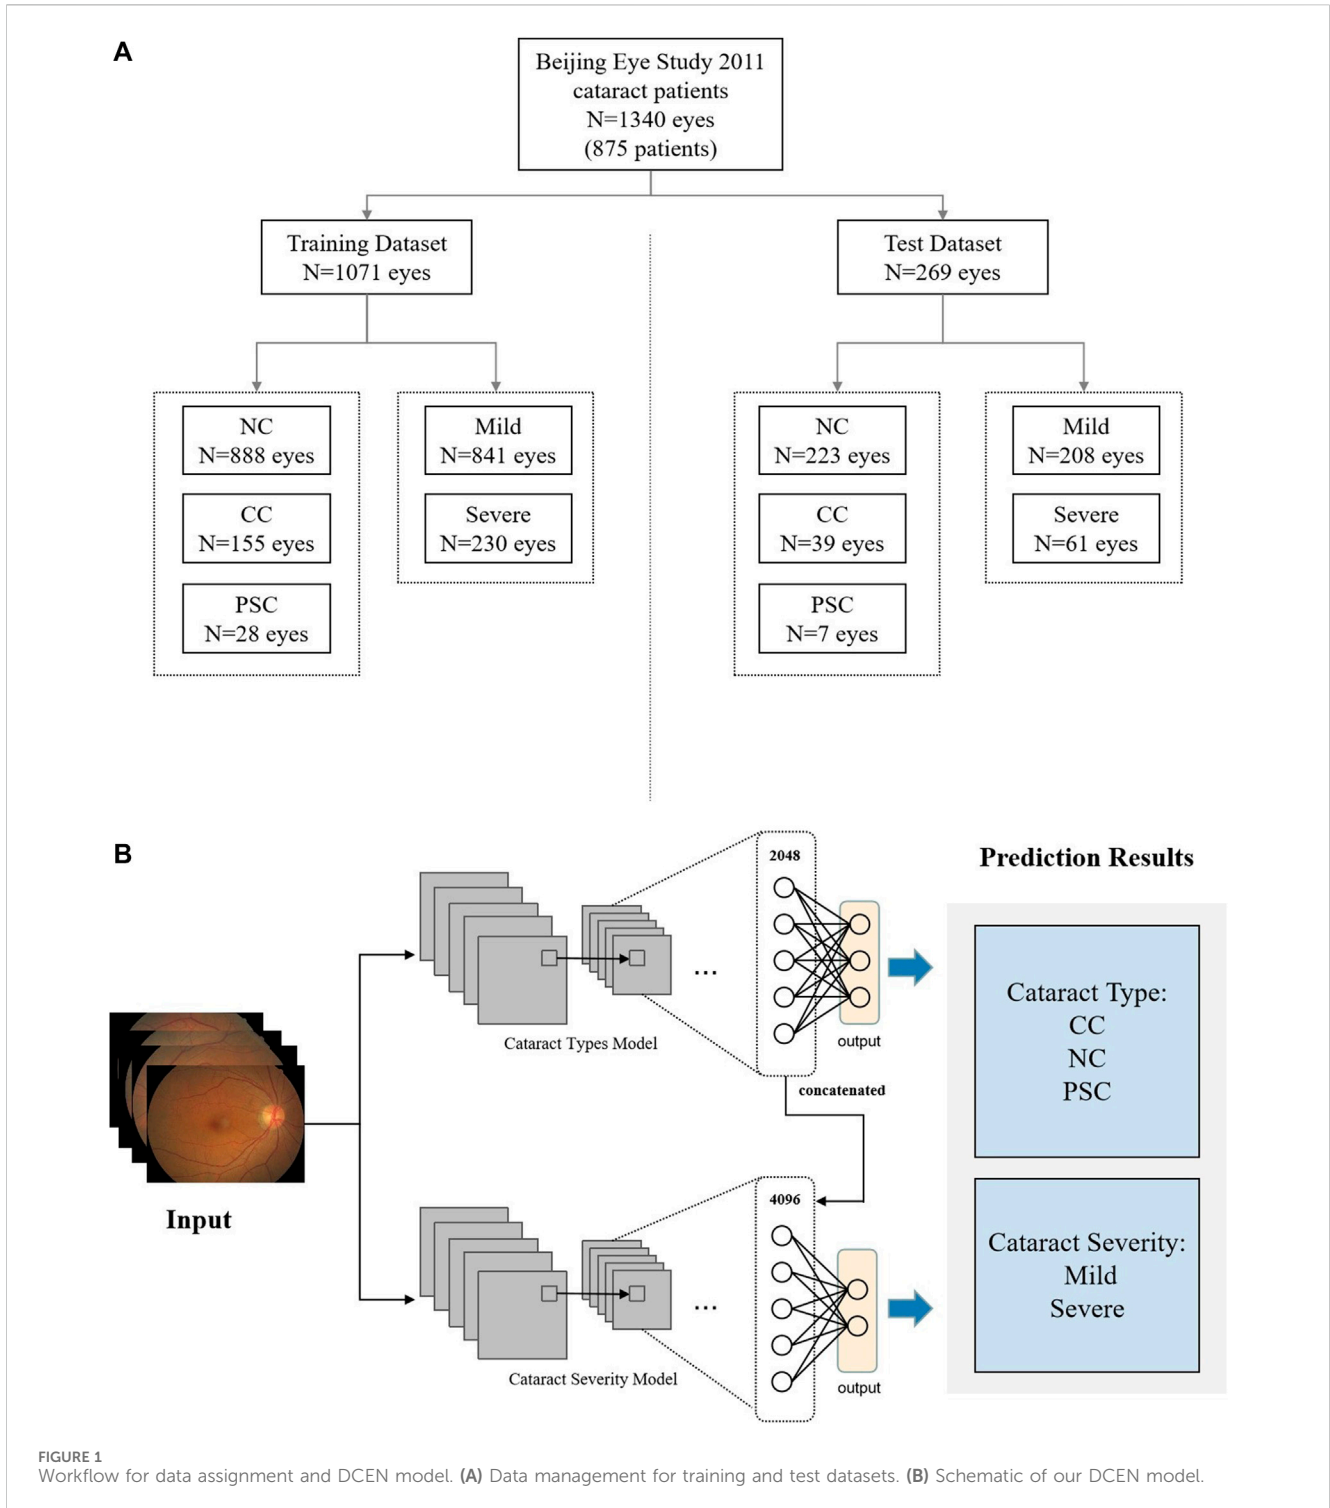 A
Beijing Eye Study 2011
cataract patients
N=1340 eyes
(875 patients)
Training Dataset
N=1071 eyes
Test Dataset
N=269 eyes
NC
N=888 eyes
CC
N=155 eyes
PSC
N=28 eyes
Mild
N=841 eyes
Severe
N=230 eyes
NC
N=223 eyes
CC
N=39 eyes
PSC
N=7 eyes
Mild
N=208 eyes
Severe
N=61 eyes
B
Input
Cataract Types Model
...
2048
output
concatenated
Cataract Severity Model
...
4096
output
Prediction Results
Cataract Type:
CC
NC
PSC
Cataract Severity:
Mild
Severe
FIGURE 1
Workflow for data assignment and DCEN model. (A) Data management for training and test datasets. (B) Schematic of our DCEN model.